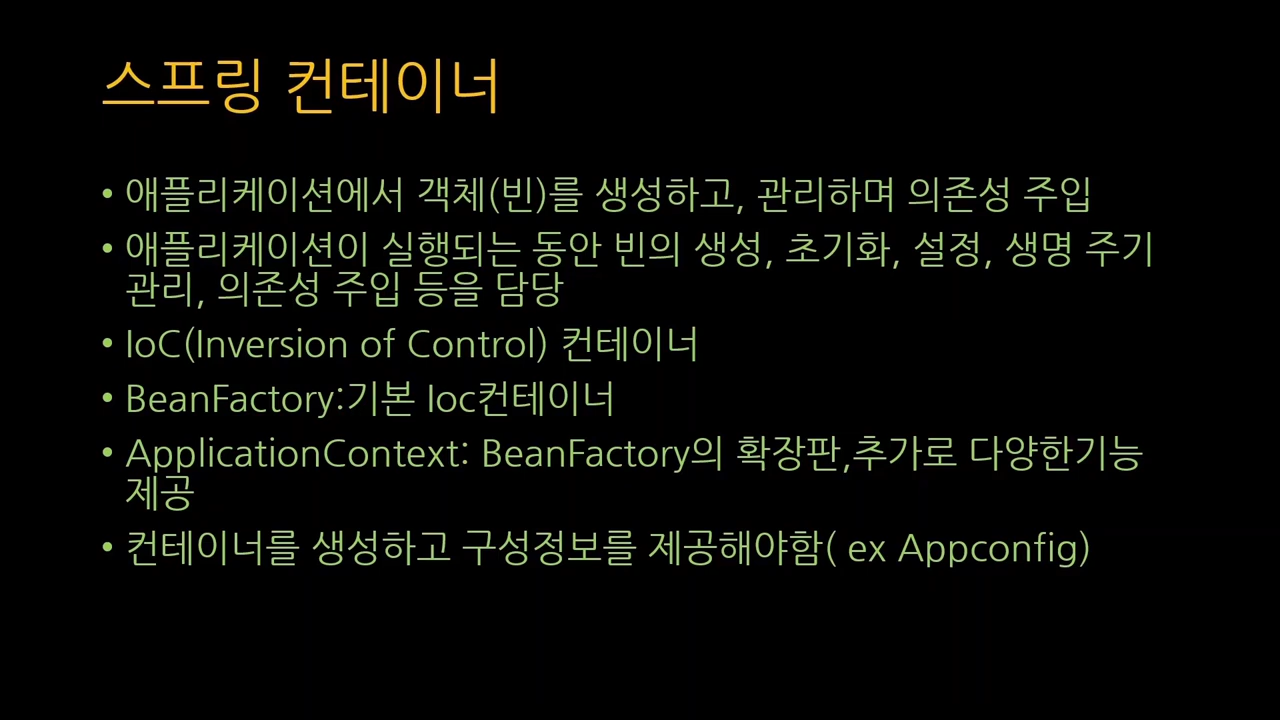 스프링 컨테이너
• 애플리케이션에서 객체(빈)를 생성하고, 관리하며 의존성 주입
• 애플리케이션이 실행되는 동안 빈의 생성, 초기화, 설정, 생명 주기
관리, 의존성 주입 등을 담당
• IoC(Inversion of Control) 컨테이너
• BeanFactory:기본 Ioc컨테이너
• ApplicationContext: BeanFactory의 확장판,추가로 다양한기능
제공
• 컨테이너를 생성하고 구성정보를 제공해야함( ex Appconfig)